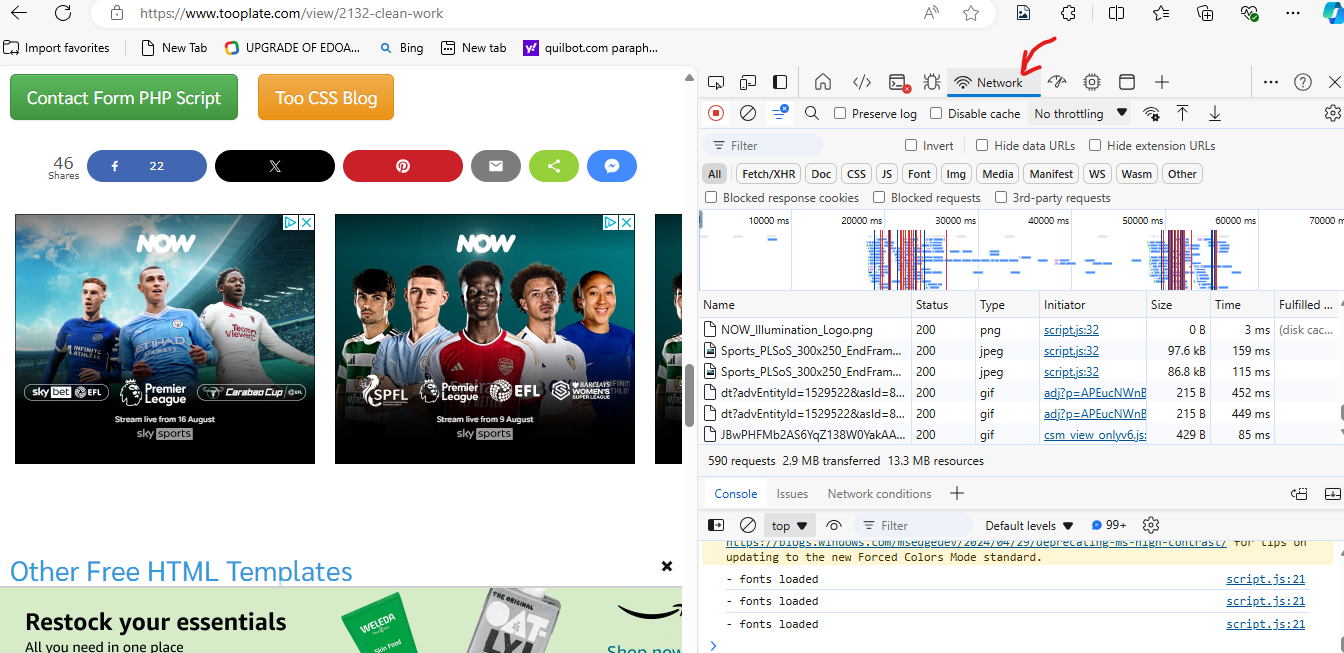 https://www.tooplate.com/view/2132-clean-work
Import favorites
New Tab
UPGRADE OF EDOA...
Bing
New tab
quilbot.com paraph...
Contact Form PHP Script
Too CSS Blog
46
Shares
22
NOW
INFINITE
ATHLETE
ETIHAD
AIRWAYS
TeamViewer
sky bet EFL
Premier
League
Carabao Cup EFL
Stream live from 16 August
sky sports
NOW
SPFL
Premier
League
EFL
BARCLAYS
WOMEN'S
SUPER LEAGUE
Stream live from 9 August
sky sports
Other Free HTML Templates
Restock your essentials
All you need in one place
WELEDA
Skin Food
THE ORIGINAL
OAT-
LY!
Shop now
Network
Preserve log
Disable cache
No throttling
Filter
Invert
Hide data URLs
Hide extension URLs
All
Fetch/XHR
Doc
CSS
JS
Font
Img
Media
Manifest
WS
Wasm
Other
Blocked response cookies
Blocked requests
3rd-party requests
10000 ms
20000 ms
30000 ms
40000 ms
50000 ms
60000 ms
70000 m
Name Status Type Initiator Size Time Fulfilled ...
NOW_Illumination_Logo.png 200 png script.js:32 0 B 3 ms (disk cac...
Sports_PLSoS_300x250_EndFram... 200 jpeg script.js:32 97.6 kB 159 ms
Sports_PLSoS_300x250_EndFram... 200 jpeg script.js:32 86.8 kB 115 ms
dt?advEntityId=1529522&asId=8... 200 gif adj?p=APEucNWnB 215 B 452 ms
dt?advEntityId=1529522&asId=8... 200 gif adj?p=APEucNWnB 215 B 449 ms
JBwPHFMb2AS6YqZ138W0YakAA... 200 gif csm_view_onlyv6.js: 429 B 85 ms
590 requests 2.9 MB transferred 13.3 MB resources
Console
Issues
Network conditions
top
Filter
Default levels
99+
https://blogs.windows.com/msedgedev/2024/04/29/deprecating-ms-high-contrast/ for tips on
updating to the new Forced Colors Mode standard.
- fonts loaded script.js:21
- fonts loaded script.js:21
- fonts loaded script.js:21